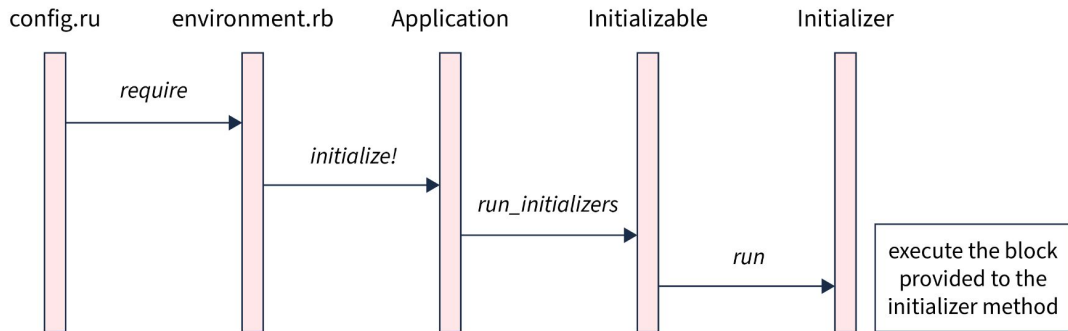 config.ru environment.rb Application Initializable Initializer
require
initialize!
run_initializers
run
execute the block
provided to the
initializer method